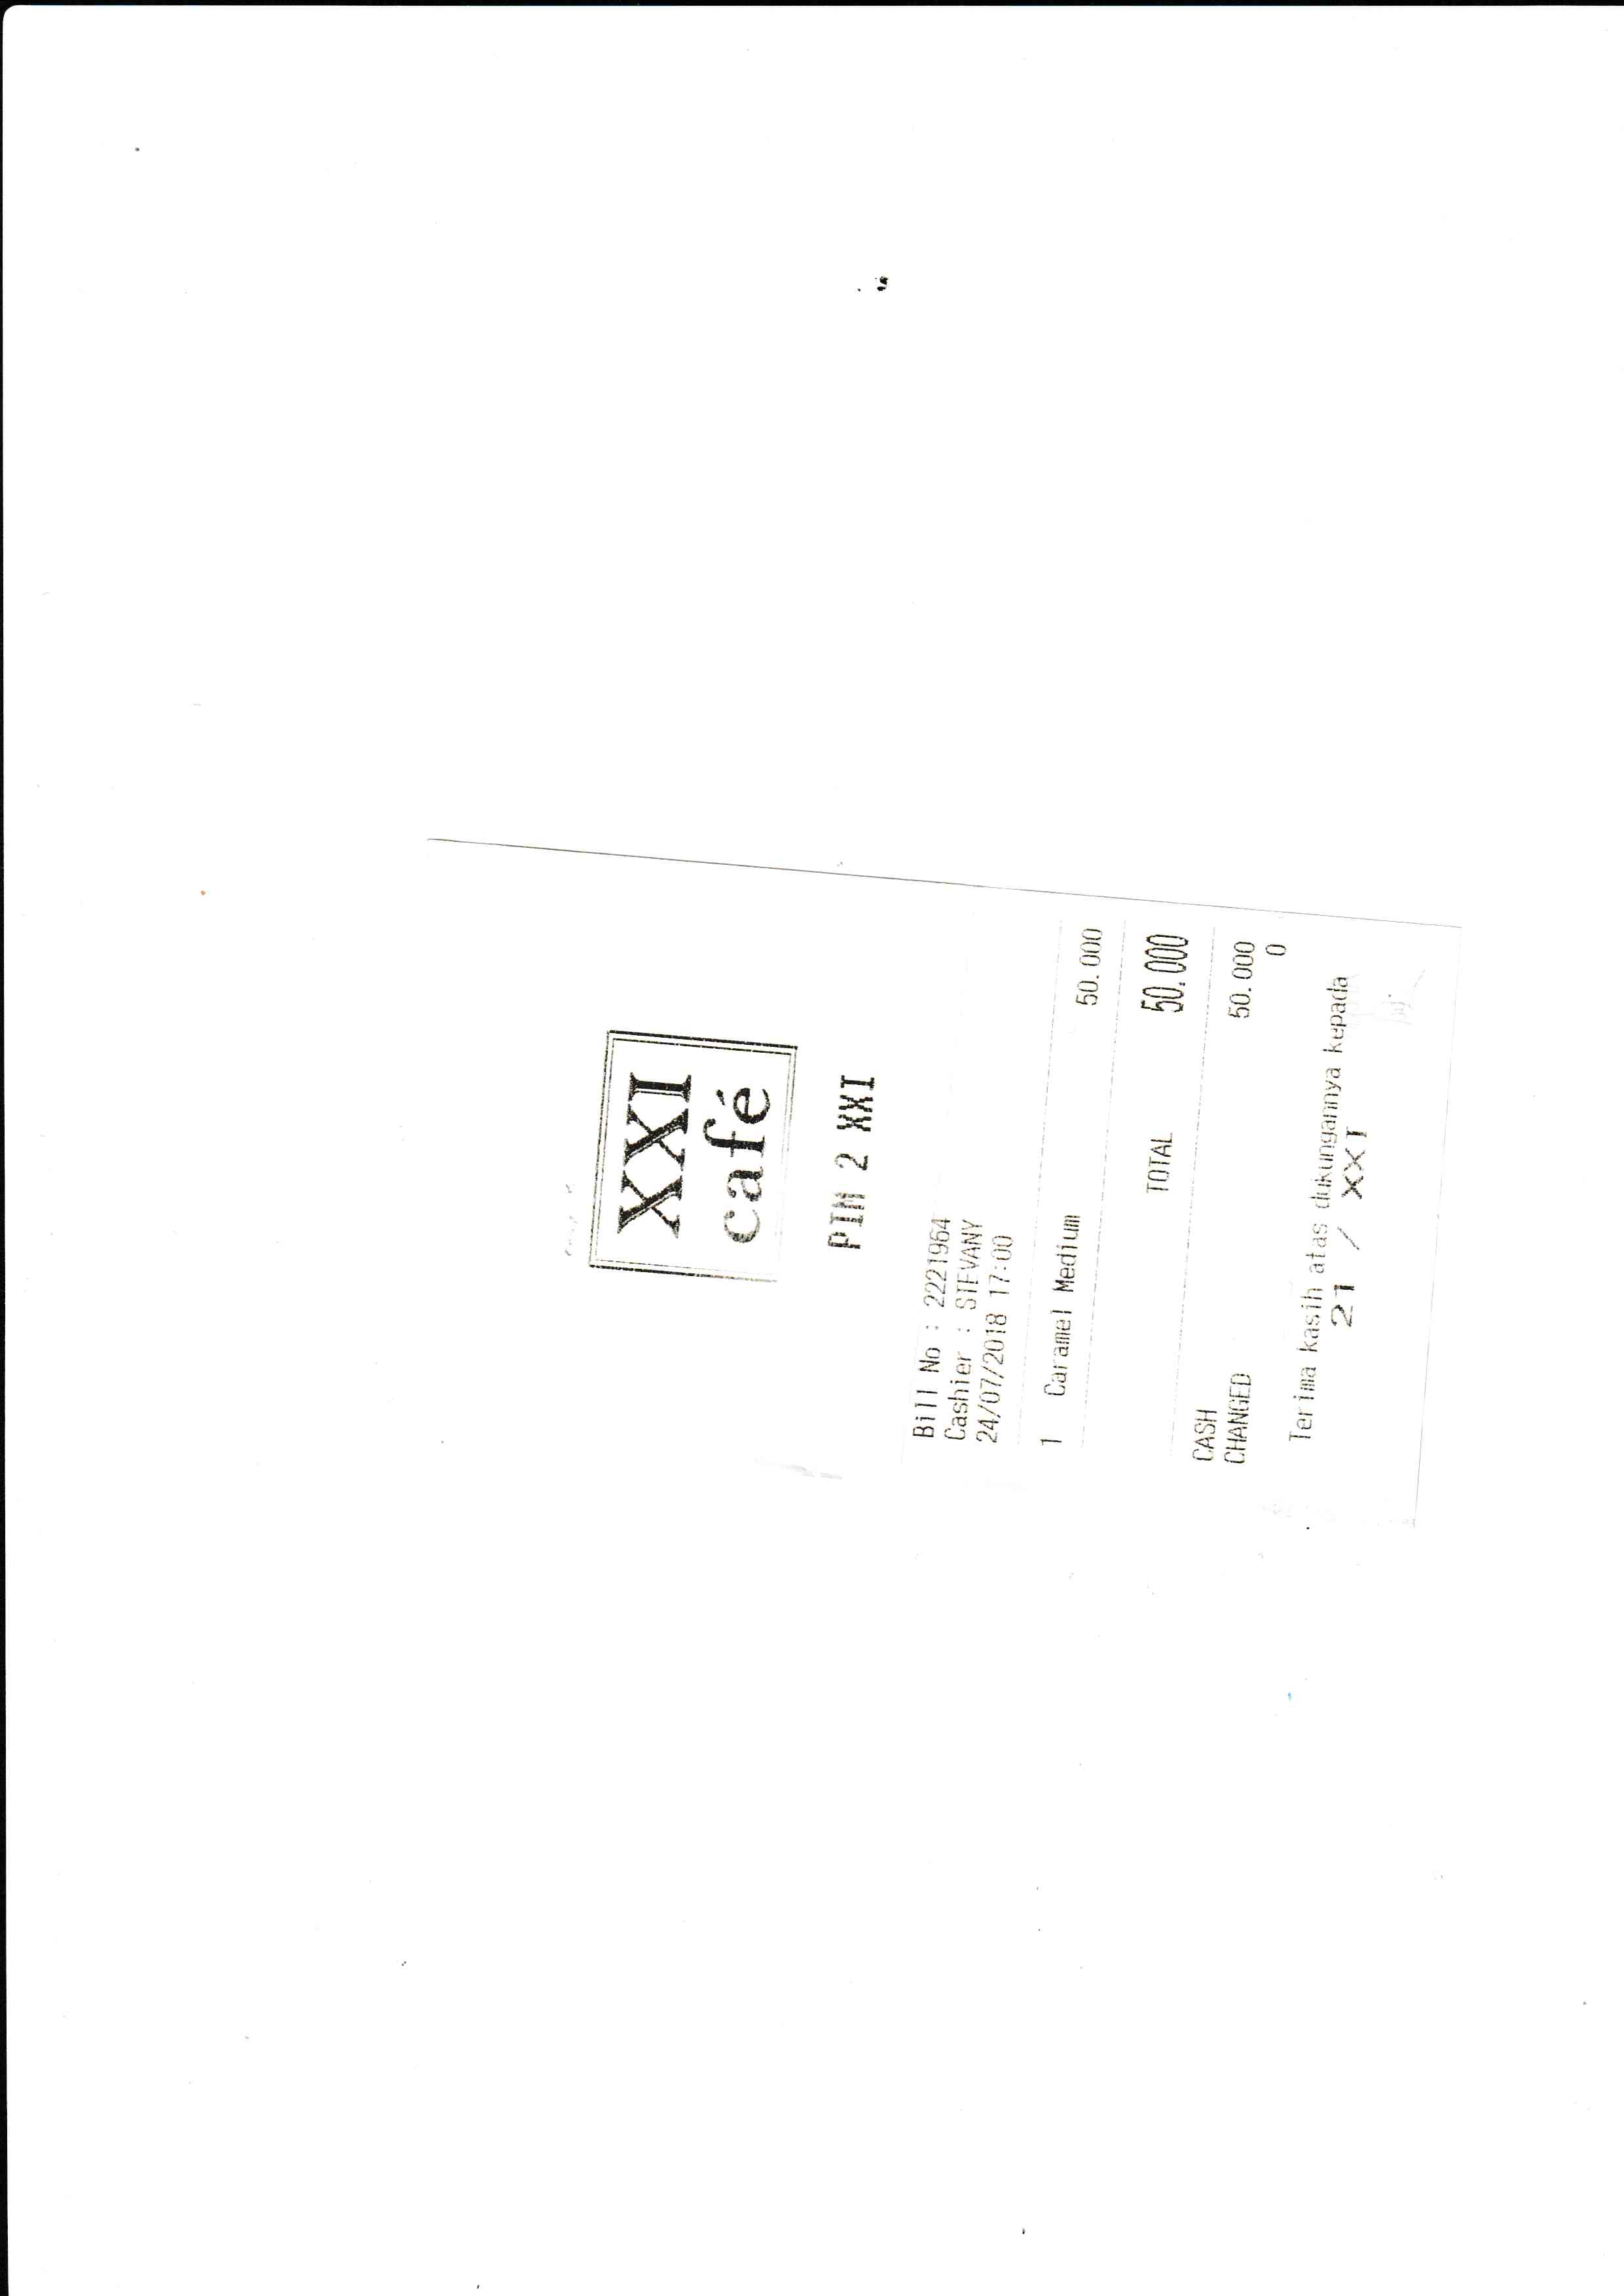 XXI
café
PIM 2 XXI
Bill No : 2221964
Cashier : STEVANY
24/07/2018 17:00
1 Caramel Medium
50.000
TOTAL 50.000
CASH 50.000
CHANGED 0
Terima kasih atas dukungannya kepada
21 / XXI